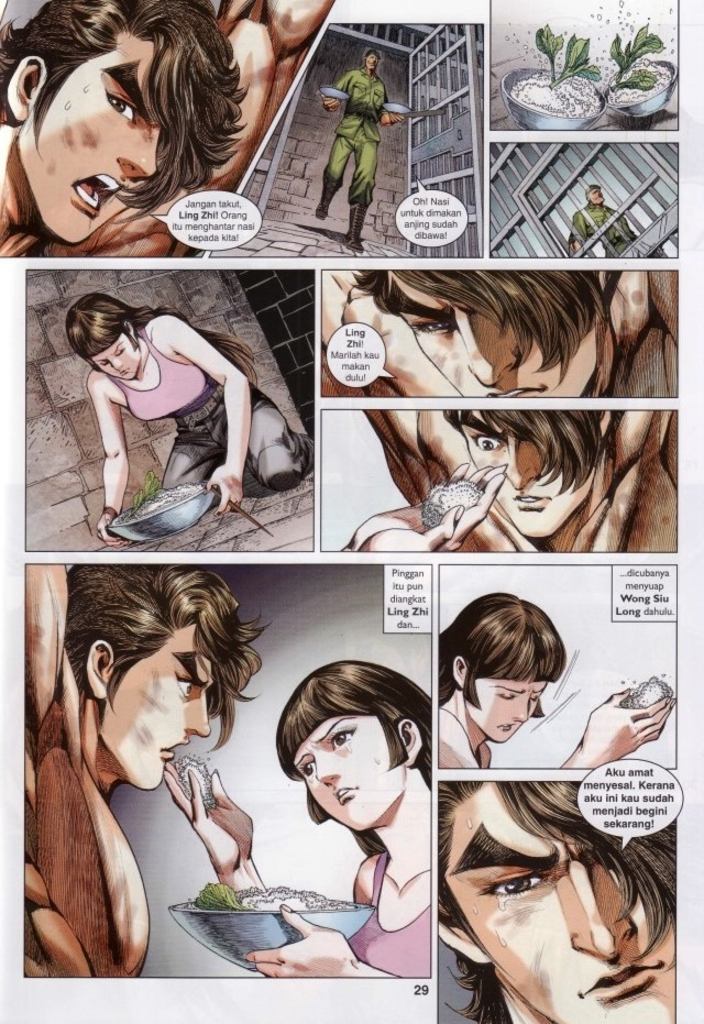 Jangan takut,
Ling Zhi! Orang
itu menghantar nasi
kepada kita!
Oh! Nasi
untuk dimakan
anjing sudah
dibawa!
Ling
Zhi!
Marilah kau
makan
dulu!
Pinggan
itu pun
diangkat
Ling Zhi
dan...
...dicubanya
menyuap
Wong Siu
Long dahulu.
Aku amat
menyesal. Kerana
aku ini kau sudah
menjadi begini
sekarang!
29